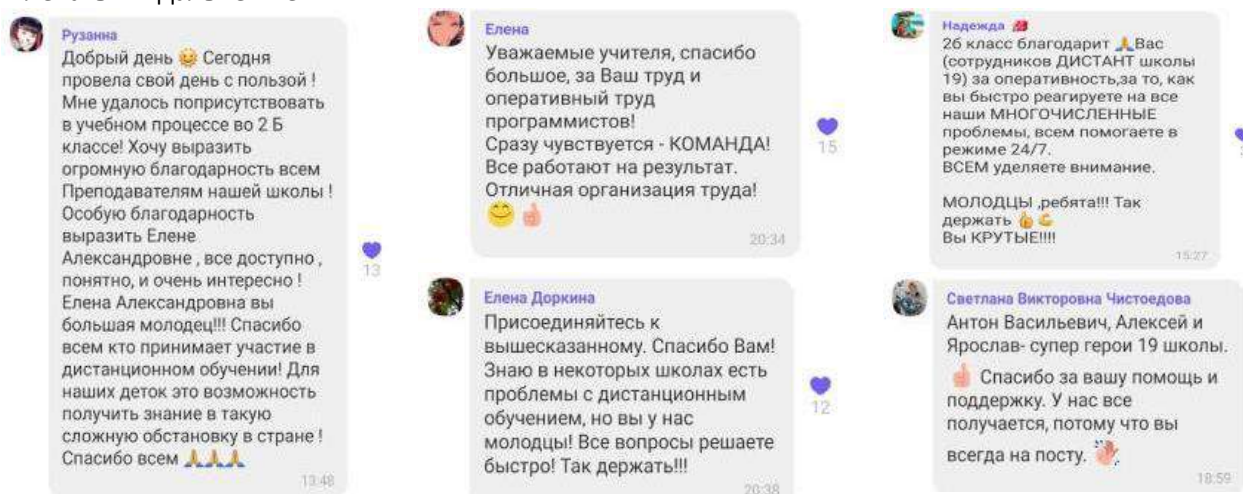 Рузанна
Добрый день 🌞 Сегодня
провела свой день с пользой !
Мне удалось поприсутствовать
в учебном процессе во 2 Б
классе! Хочу выразить
огромную благодарность всем
Преподавателям нашей школы !
Особую благодарность
выразить Елене
Александровне , все доступно ,
понятно, и очень интересно !
Елена Александровна вы
большая молодец!!! Спасибо
всем кто принимает участие в
дистанционном обучении! Для
наших деток это возможность
получить знание в такую
сложную обстановку в стране !
Спасибо всем 🙏🙏🙏
13:48
13
Елена
Уважаемые учителя, спасибо
большое, за Ваш труд и
оперативный труд
программистов!
Сразу чувствуется - КОМАНДА!
Все работают на результат.
Отличная организация труда!
😊👍
20:34
15
Елена Доркина
Присоединяйтесь к
вышесказанному. Спасибо Вам!
Знаю в некоторых школах есть
проблемы с дистанционным
обучением, но вы у нас
молодцы! Все вопросы решаете
быстро! Так держать!!!
20:38
12
Надежда 🌺
2б класс благодарит 🙏Вас
(сотрудников ДИСТАНТ школы
19) за оперативность,за то, как
вы быстро реагируете на все
наши МНОГОЧИСЛЕННЫЕ
проблемы, всем помогаете в
режиме 24/7.
ВСЕМ уделяете внимание.
МОЛОДЦЫ ,ребята!!! Так
держать 👍💪
Вы КРУТЫЕ!!!!
15:27
Светлана Викторовна Чистоедова
Антон Васильевич, Алексей и
Ярослав- супер герои 19 школы.
☝ Спасибо за вашу помощь и
поддержку. У нас все
получается, потому что вы
всегда на посту. 👋
18:59